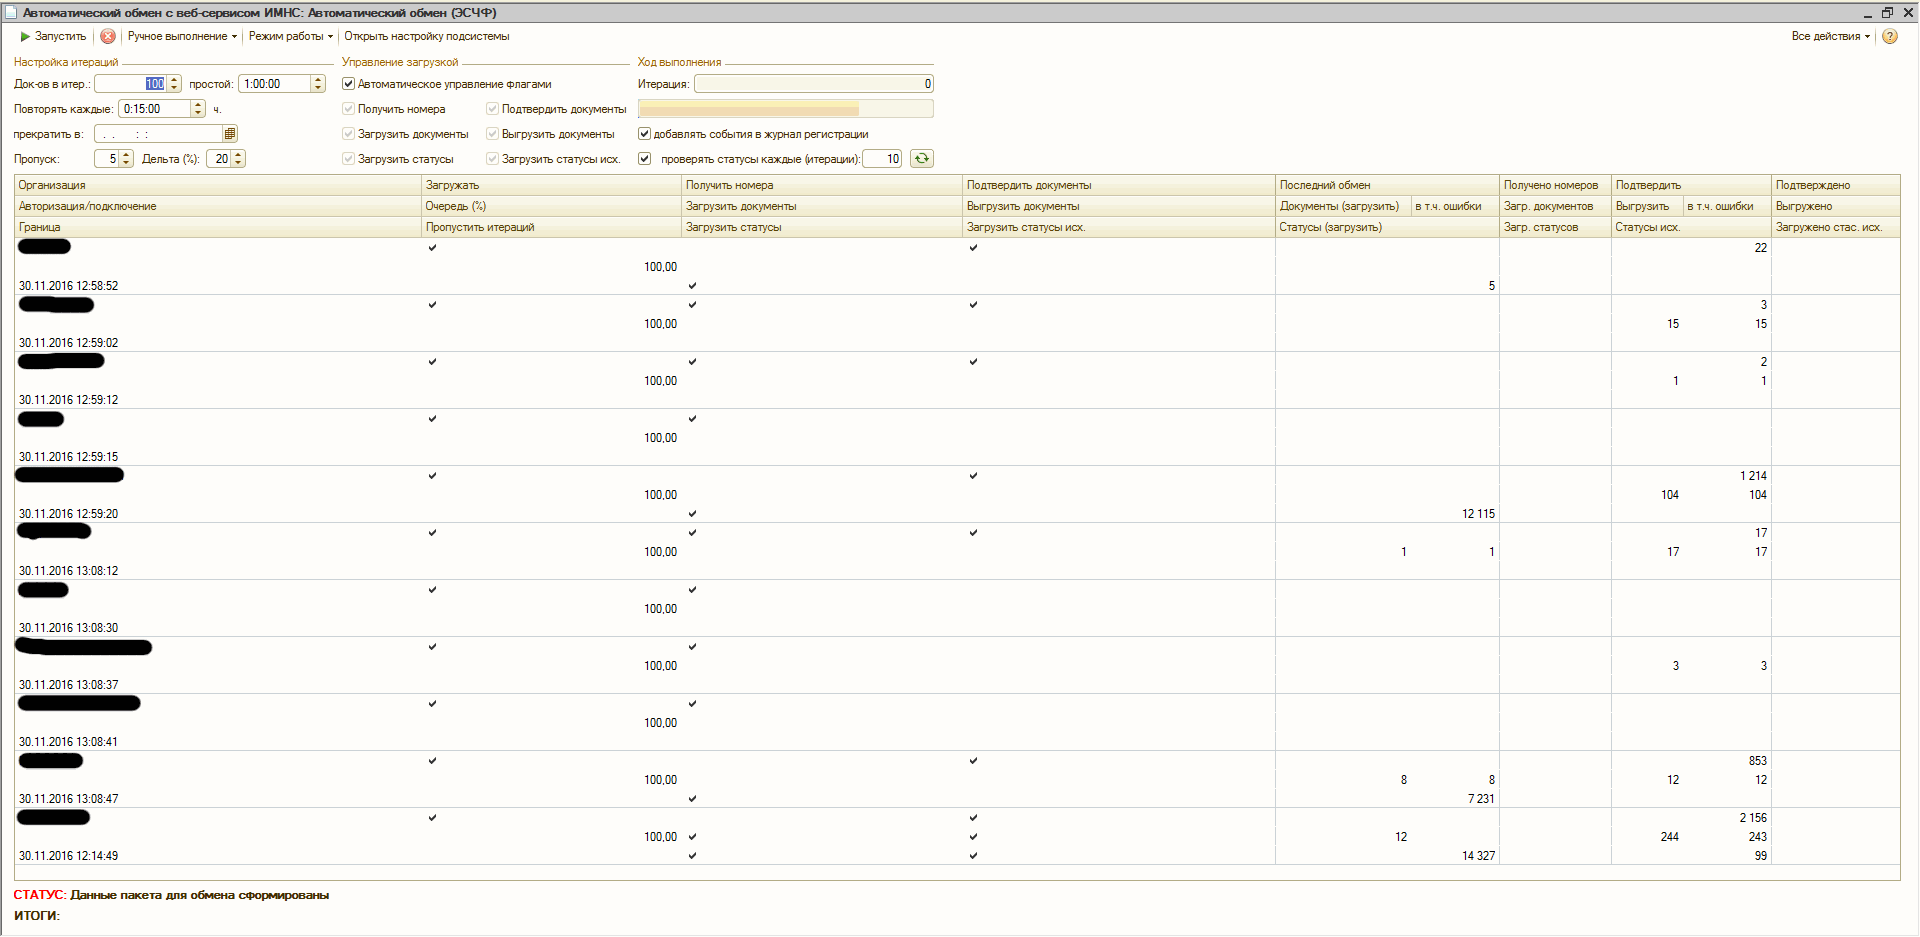 Автоматический обмен с веб-сервисом ИМНС: Автоматический обмен (ЭСЧФ)
Запустить Ручное выполнение Режим работы Открыть настройку подсистемы Все действия ?
Настройка итераций Управление загрузкой Ход выполнения
Док-ов в итер.: 100 простой: 1:00:00 Автоматическое управление флагами Итерация: 0
Повторять каждые: 0:15:00 ч. Получить номера Подтвердить документы
прекратить в: . . : : Загрузить документы Выгрузить документы добавлять события в журнал регистрации
Пропуск: 5 Дельта (%): 20 Загрузить статусы Загрузить статусы исх. проверять статусы каждые (итерации): 10
Организация Загружать Получить номера Подтвердить документы Последний обмен Получено номеров Подтвердить Подтверждено
Авторизация/подключение Очередь (%) Загрузить документы Выгрузить документы Документы (загрузить) в т.ч. ошибки Загр. документов Выгрузить в т.ч. ошибки Выгружено
Граница Пропустить итераций Загрузить статусы Загрузить статусы исх. Статусы (загрузить) Загр. статусов Статусы исх. Загружено стас. исх.
22
100,00
30.11.2016 12:58:52 5
3
100,00 15 15
30.11.2016 12:59:02
2
100,00 1 1
30.11.2016 12:59:12
100,00
30.11.2016 12:59:15
1 214
100,00 104 104
30.11.2016 12:59:20 12 115
17
100,00 1 1 17 17
30.11.2016 13:08:12
100,00
30.11.2016 13:08:30
100,00 3 3
30.11.2016 13:08:37
100,00
30.11.2016 13:08:41
853
100,00 8 8 12 12
30.11.2016 13:08:47 7 231
2 156
100,00 12 244 243
30.11.2016 12:14:49 14 327 99
СТАТУС: Данные пакета для обмена сформированы
ИТОГИ: